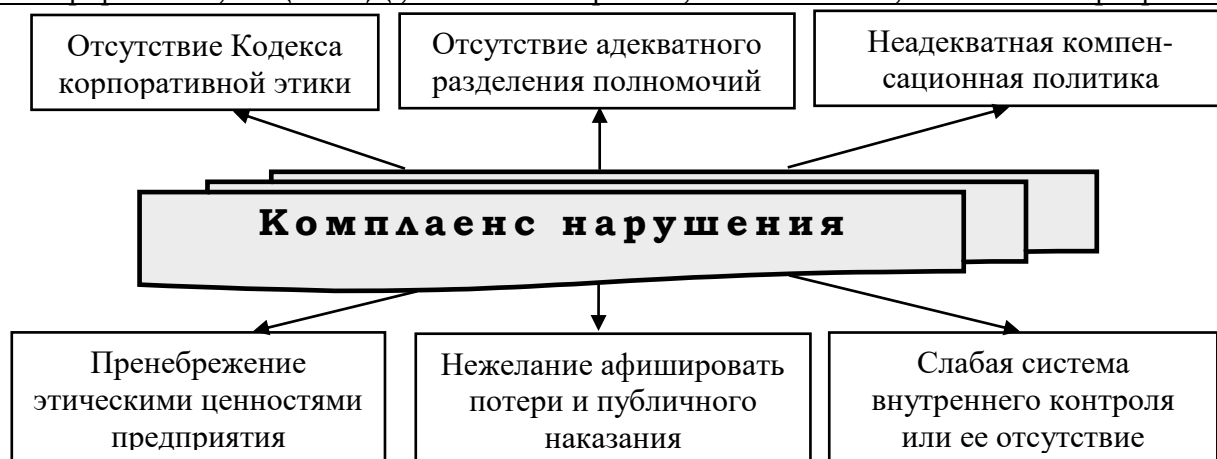 Отсутствие Кодекса
корпоративной этики
Отсутствие адекватного
разделения полномочий
Неадекватная компен-
сационная политика
Комплаенс нарушения
Пренебрежение
этическими ценностями
предприятия
Нежелание афишировать
потери и публичного
наказания
Слабая система
внутреннего контроля
или ее отсутствие